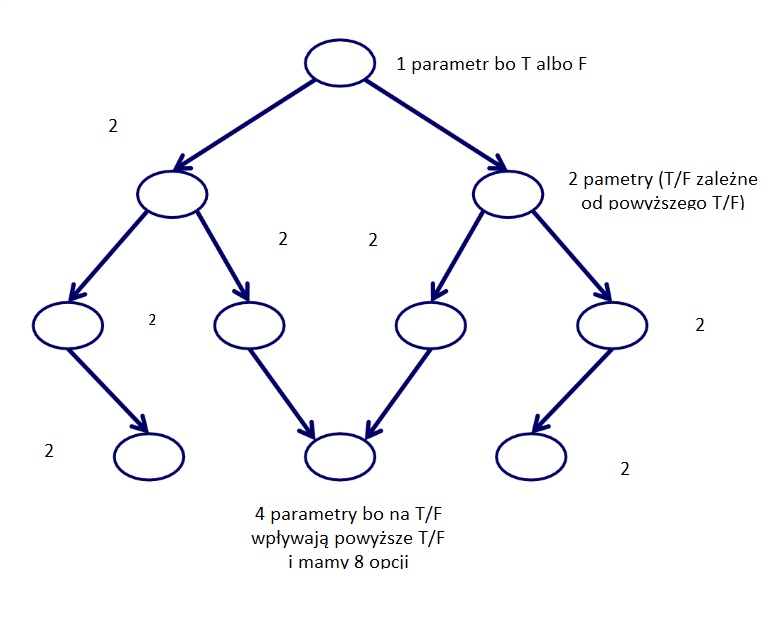 1 parametr bo T albo F
2
2 pametry (T/F zależne
od powyższego T/F)
2
2
2
2
2
2
4 parametry bo na T/F
wpływają powyższe T/F
i mamy 8 opcji